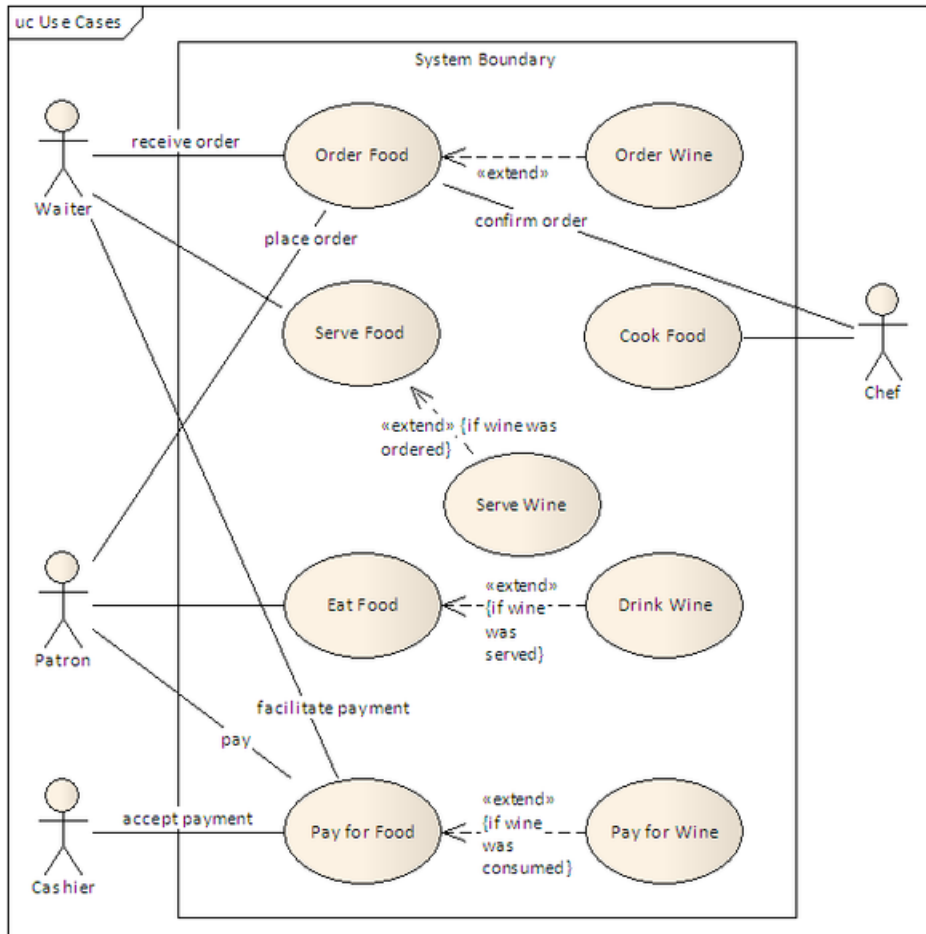 uc Use Cases
System Boundary
receive order
Order Food
Order Wine
«extend»
Waiter
confirm order
place order
Serve Food
Cook Food
Chef
«extend» {if wine was
ordered}
Serve Wine
«extend»
Eat Food
{if wine
Drink Wine
was
served}
Patron
facilitate payment
pay
«extend»
accept payment
Pay for Food
{if wine
Pay for Wine
was
consumed}
Cashier